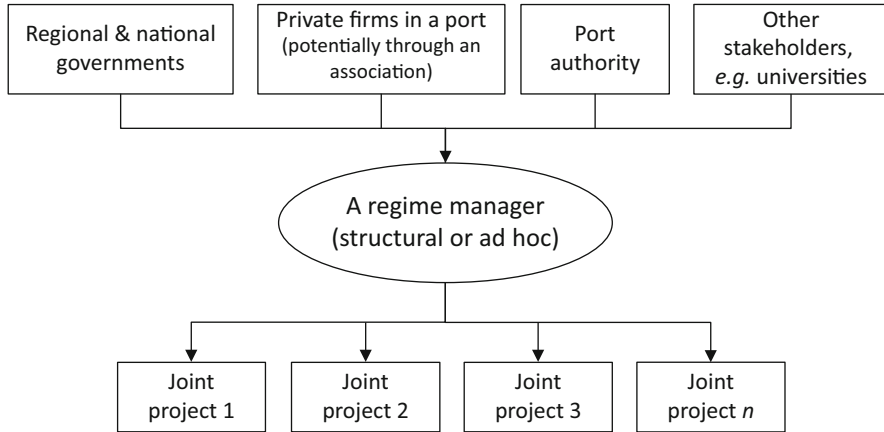 Regional & national
governments
Private firms in a port
(potentially through an
association)
Port
authority
Other
stakeholders,
e.g. universities
A regime manager
(structural or ad hoc)
Joint
project 1
Joint
project 2
Joint
project 3
Joint
project n